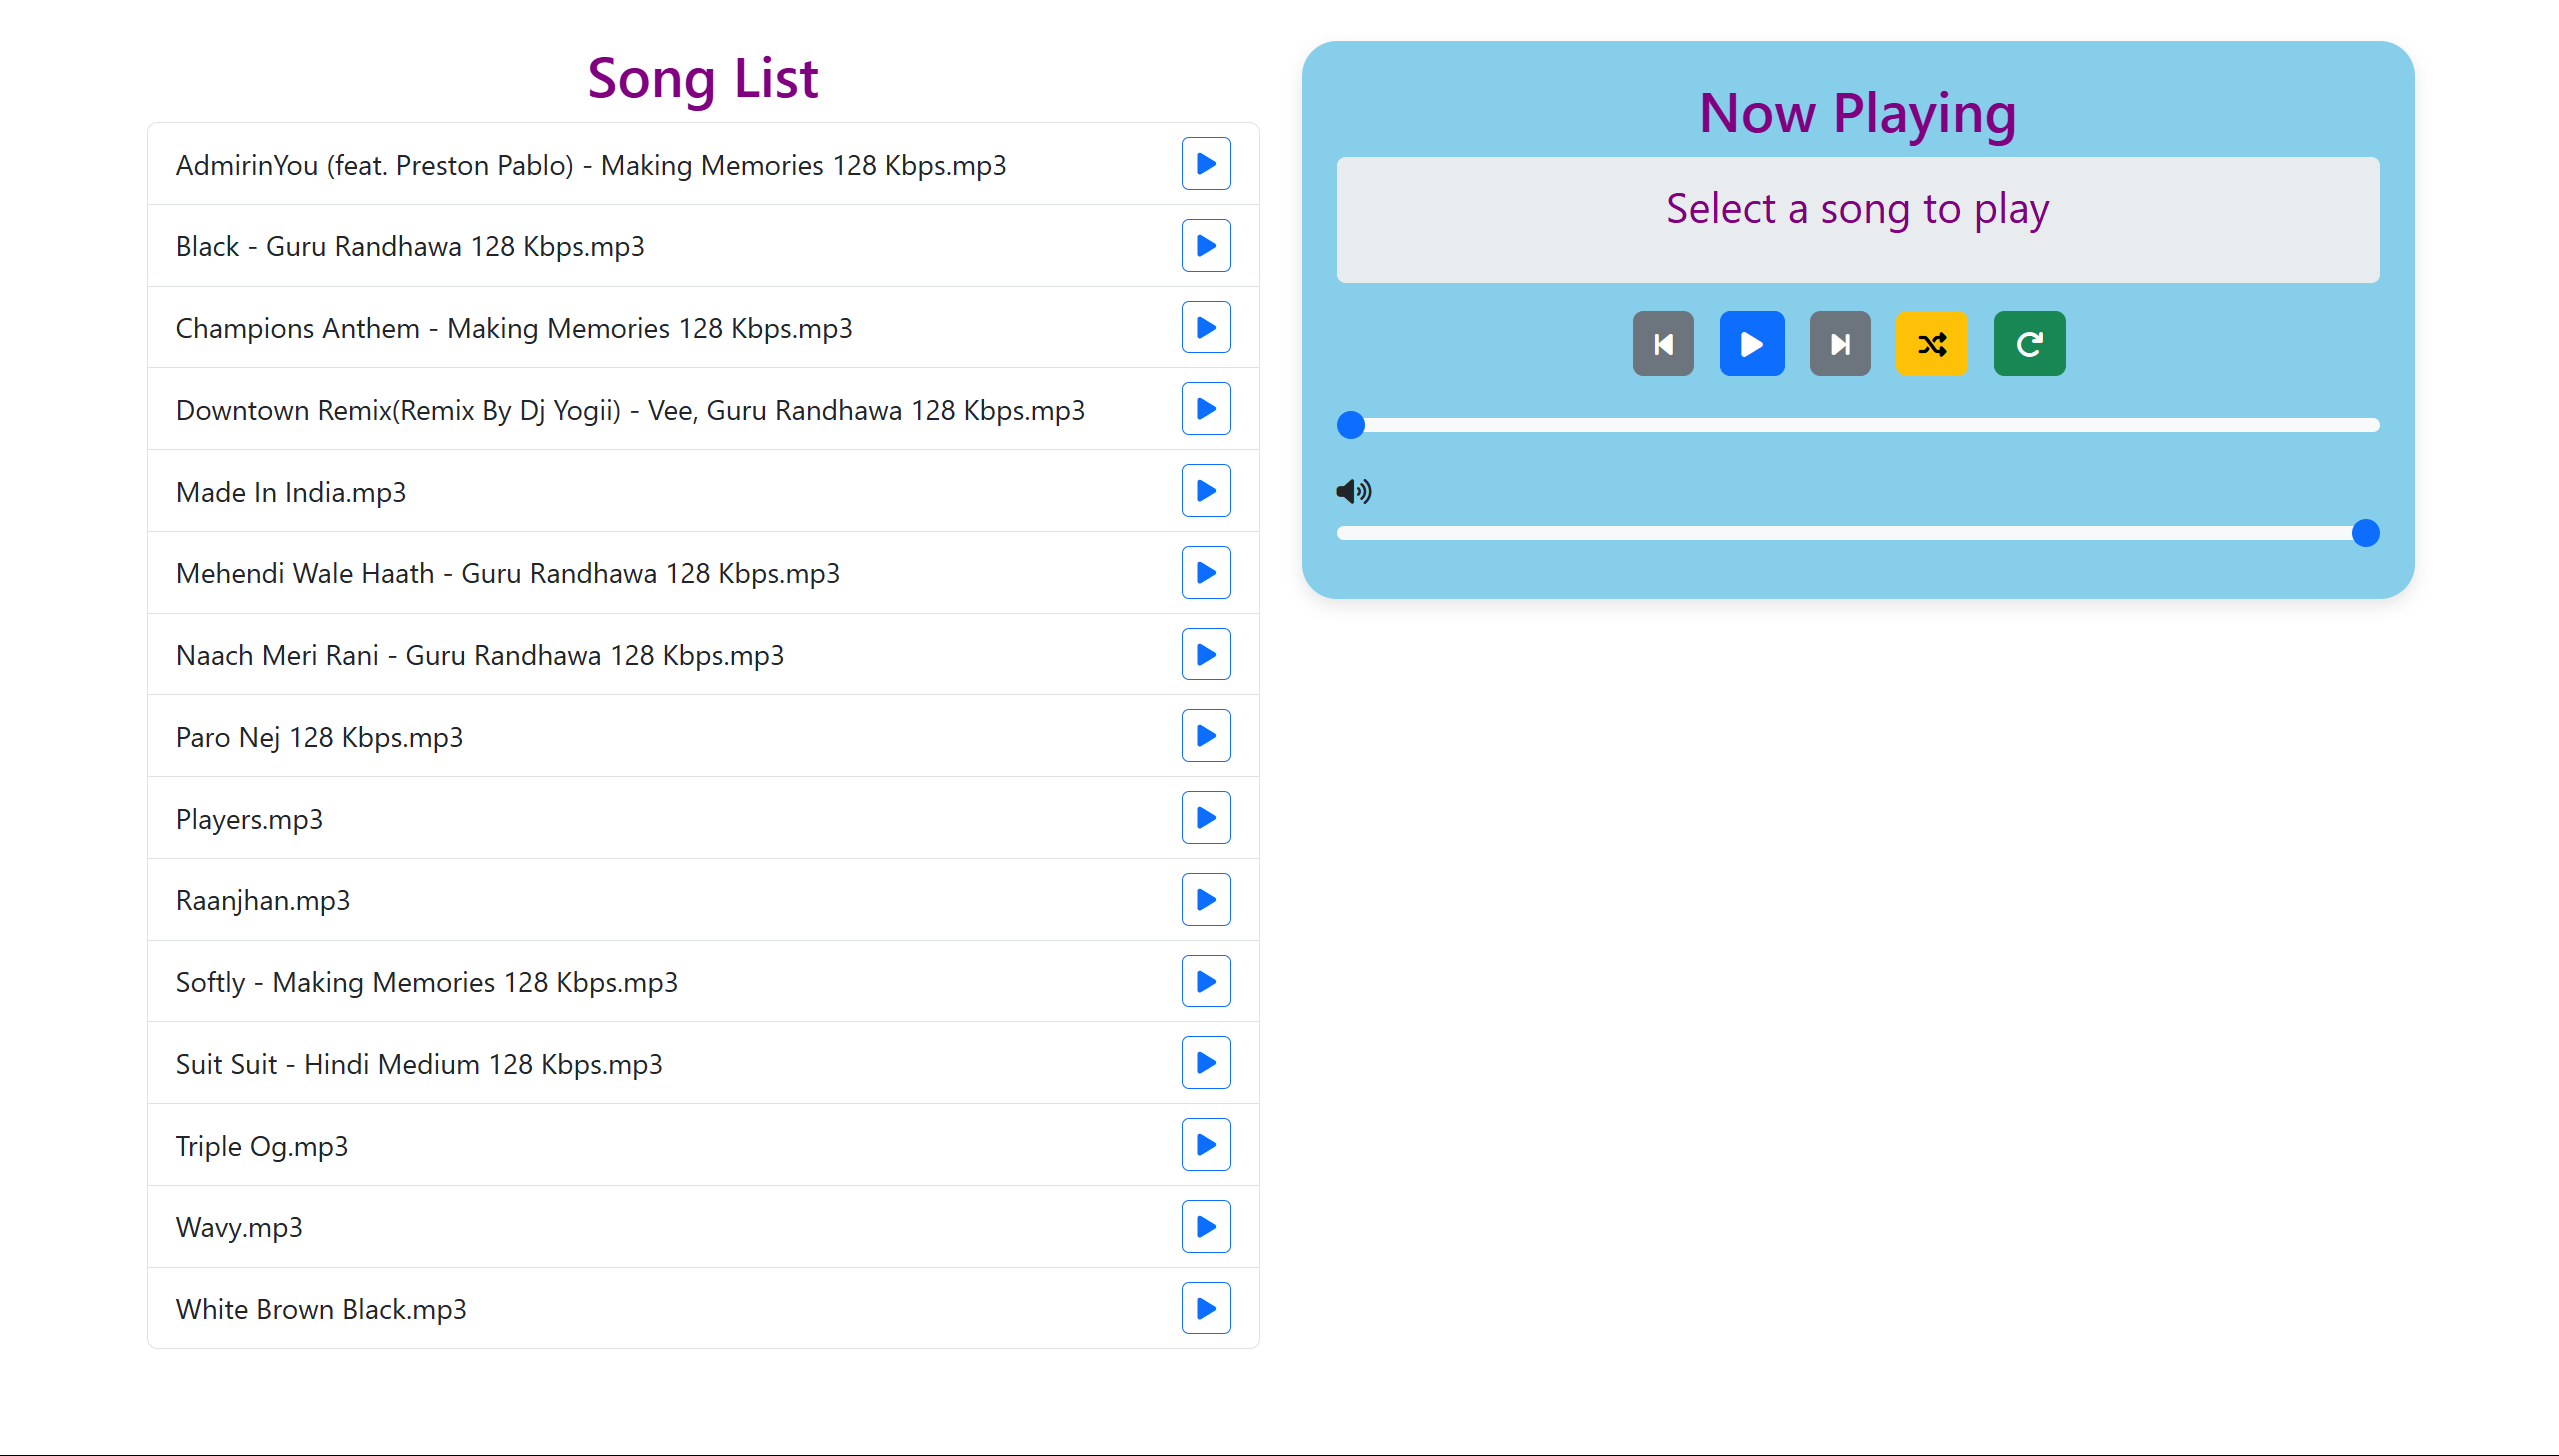 Song List
AdmirinYou (feat. Preston Pablo) - Making Memories 128 Kbps.mp3
Black - Guru Randhawa 128 Kbps.mp3
Champions Anthem - Making Memories 128 Kbps.mp3
Downtown Remix(Remix By Dj Yogii) - Vee, Guru Randhawa 128 Kbps.mp3
Made In India.mp3
Mehendi Wale Haath - Guru Randhawa 128 Kbps.mp3
Naach Meri Rani - Guru Randhawa 128 Kbps.mp3
Paro Nej 128 Kbps.mp3
Players.mp3
Raanjhan.mp3
Softly - Making Memories 128 Kbps.mp3
Suit Suit - Hindi Medium 128 Kbps.mp3
Triple Og.mp3
Wavy.mp3
White Brown Black.mp3
Now Playing
Select a song to play